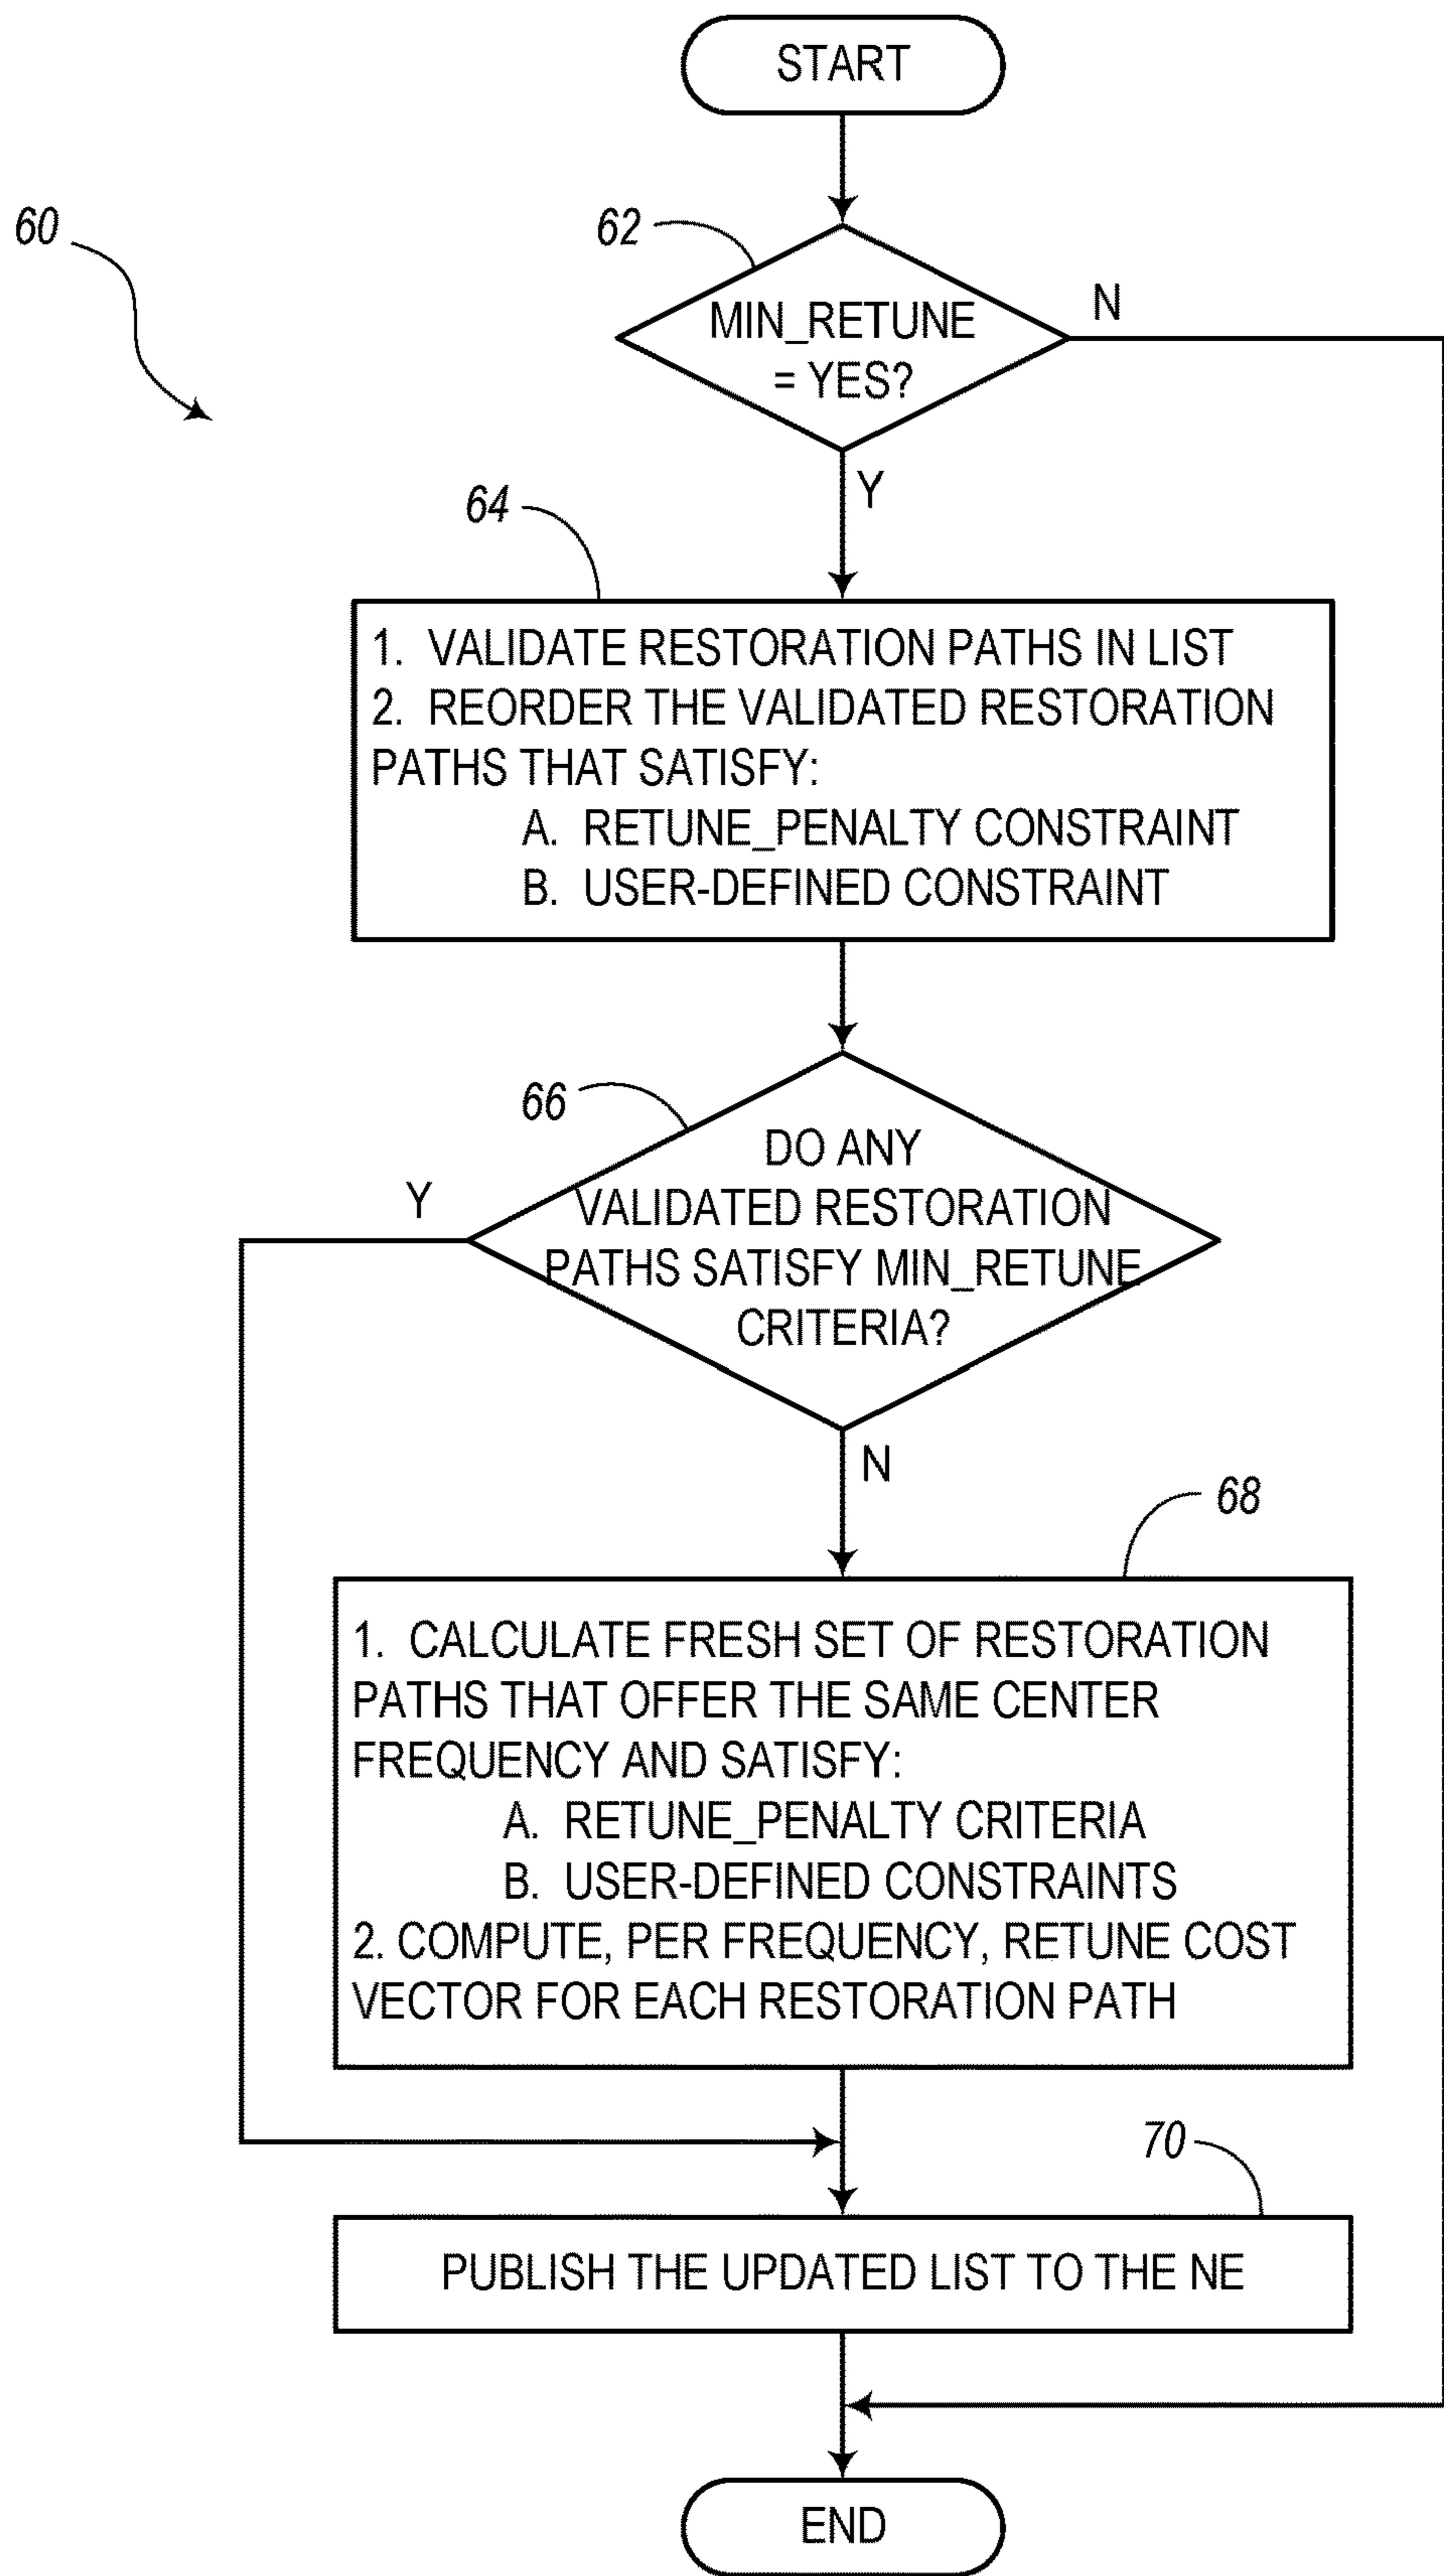 START
60
62
MIN_RETUNE
= YES?
N
Y
64
1. VALIDATE RESTORATION PATHS IN LIST
2. REORDER THE VALIDATED RESTORATION
PATHS THAT SATISFY:
A. RETUNE_PENALTY CONSTRAINT
B. USER-DEFINED CONSTRAINT
66
DO ANY
VALIDATED RESTORATION
PATHS SATISFY MIN_RETUNE
CRITERIA?
Y
N
68
1. CALCULATE FRESH SET OF RESTORATION
PATHS THAT OFFER THE SAME CENTER
FREQUENCY AND SATISFY:
A. RETUNE_PENALTY CRITERIA
B. USER-DEFINED CONSTRAINTS
2. COMPUTE, PER FREQUENCY, RETUNE COST
VECTOR FOR EACH RESTORATION PATH
70
PUBLISH THE UPDATED LIST TO THE NE
END